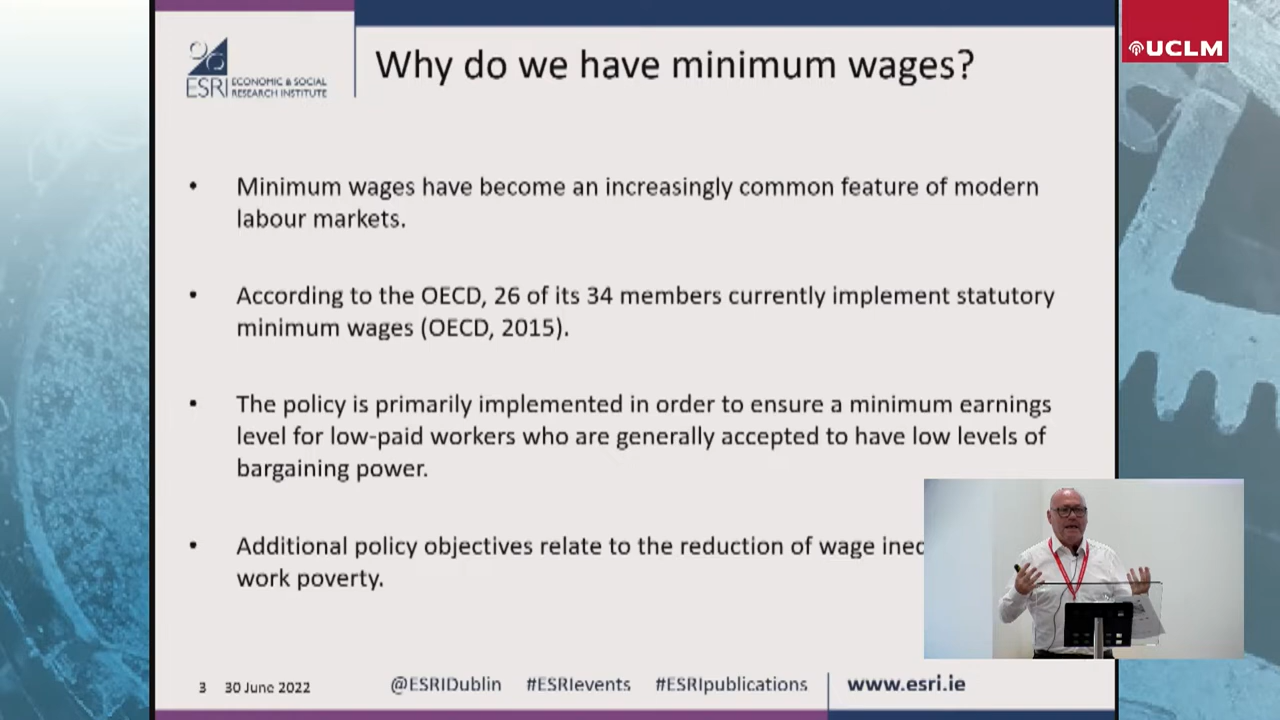 UCLM
ESRI
ECONOMIC & SOCIAL
RESEARCH INSTITUTE
Why do we have minimum wages?
• Minimum wages have become an increasingly common feature of modern
labour markets.
• According to the OECD, 26 of its 34 members currently implement statutory
minimum wages (OECD, 2015).
• The policy is primarily implemented in order to ensure a minimum earnings
level for low-paid workers who are generally accepted to have low levels of
bargaining power.
• Additional policy objectives relate to the reduction of wage
work poverty.
3 30 June 2022 @ESRIDublin #ESRIevents #ESRIpublications www.esri.ie